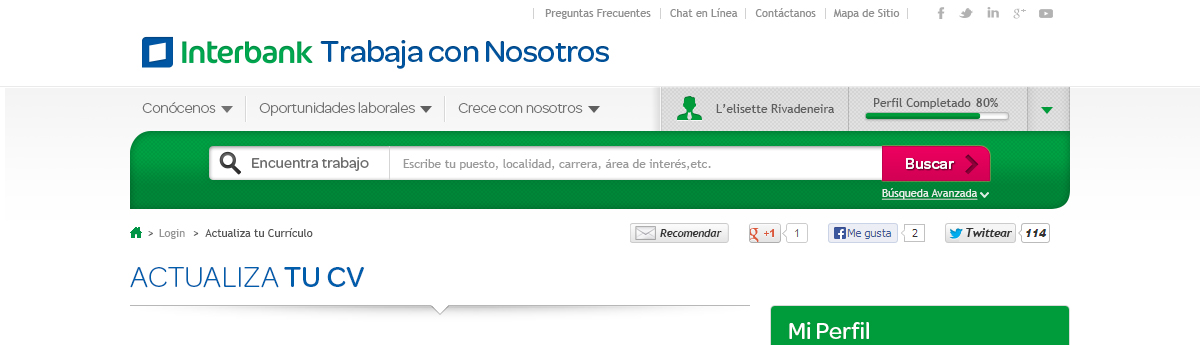 Preguntas Frecuentes Chat en Línea Contáctanos Mapa de Sitio
Interbank Trabaja con Nosotros
Conócenos Oportunidades laborales Crece con nosotros L'elisette Rivadeneira Perfil Completado 80%
Encuentra trabajo Escribe tu puesto, localidad, carrera, área de interés,etc. Buscar
Búsqueda Avanzada
> Login > Actualiza tu Currículo Recomendar g +1 1 Me gusta 2 Twittear 114
ACTUALIZA TU CV
Mi Perfil